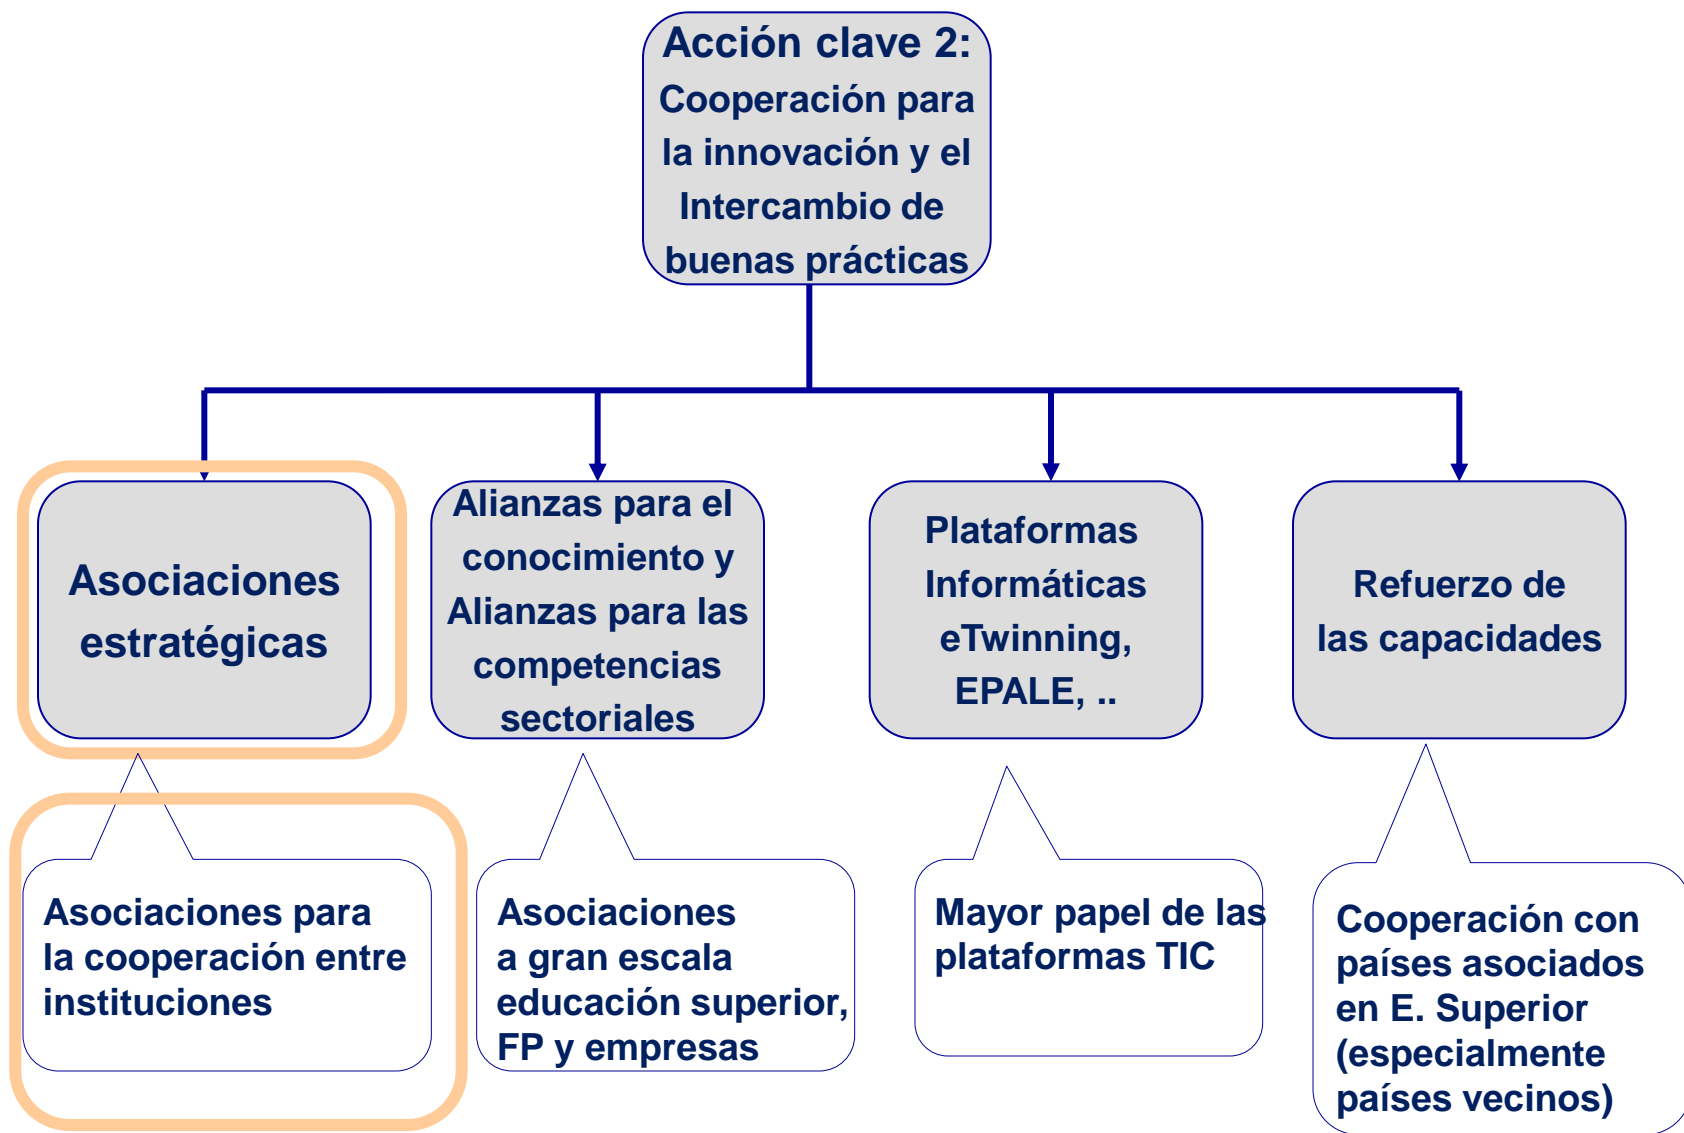 Acción clave 2:
Cooperación para
la innovación y el
Intercambio de
buenas prácticas
Asociaciones
estratégicas
Alianzas para el
conocimiento y
Alianzas para las
competencias
sectoriales
Plataformas
Informáticas
eTwinning,
EPALE, ..
Refuerzo de
las capacidades
Asociaciones para
la cooperación entre
instituciones
Asociaciones
a gran escala
educación superior,
FP y empresas
Mayor papel de las
plataformas TIC
Cooperación con
países asociados
en E. Superior
(especialmente
países vecinos)